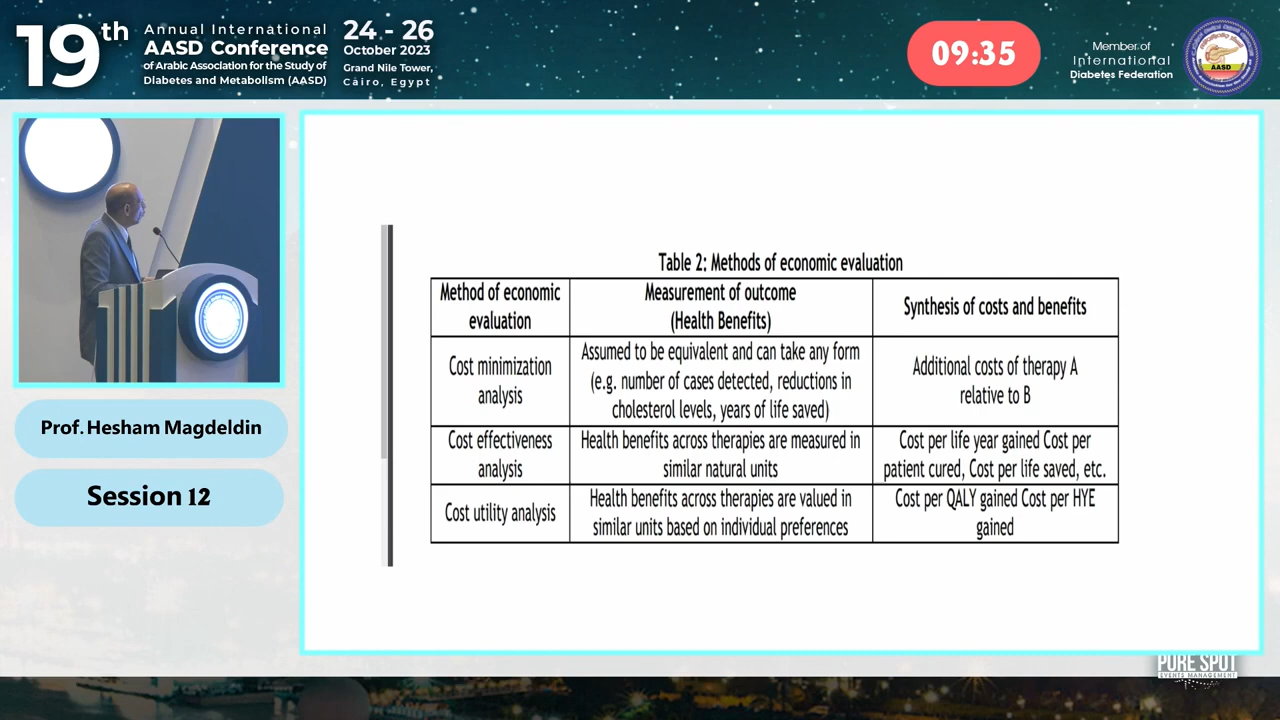 19th
Annual International
AASD Conference
of Arabic Association for the Study of
Diabetes and Metabolism (AASD)
24 - 26
October 2023
Grand Nile Tower,
Cairo, Egypt
09:35
Member of
International
Diabetes Federation
AASD
Prof. Hesham Magdeldin
Session 12
Table 2: Methods of economic evaluation
Method of economic
evaluation
Measurement of outcome
(Health Benefits)
Synthesis of costs and benefits
Cost minimization
analysis
Assumed to be equivalent and can take any form
(e.g. number of cases detected, reductions in
cholesterol levels, years of life saved)
Additional costs of therapy A
relative to B
Cost effectiveness
analysis
Health benefits across therapies are measured in
similar natural units
Cost per life year gained Cost per
patient cured, Cost per life saved, etc.
Cost utility analysis
Health benefits across therapies are valued in
similar units based on individual preferences
Cost per QALY gained Cost per HYE
gained
PURE SPOT
EVENTS MANAGEMENT